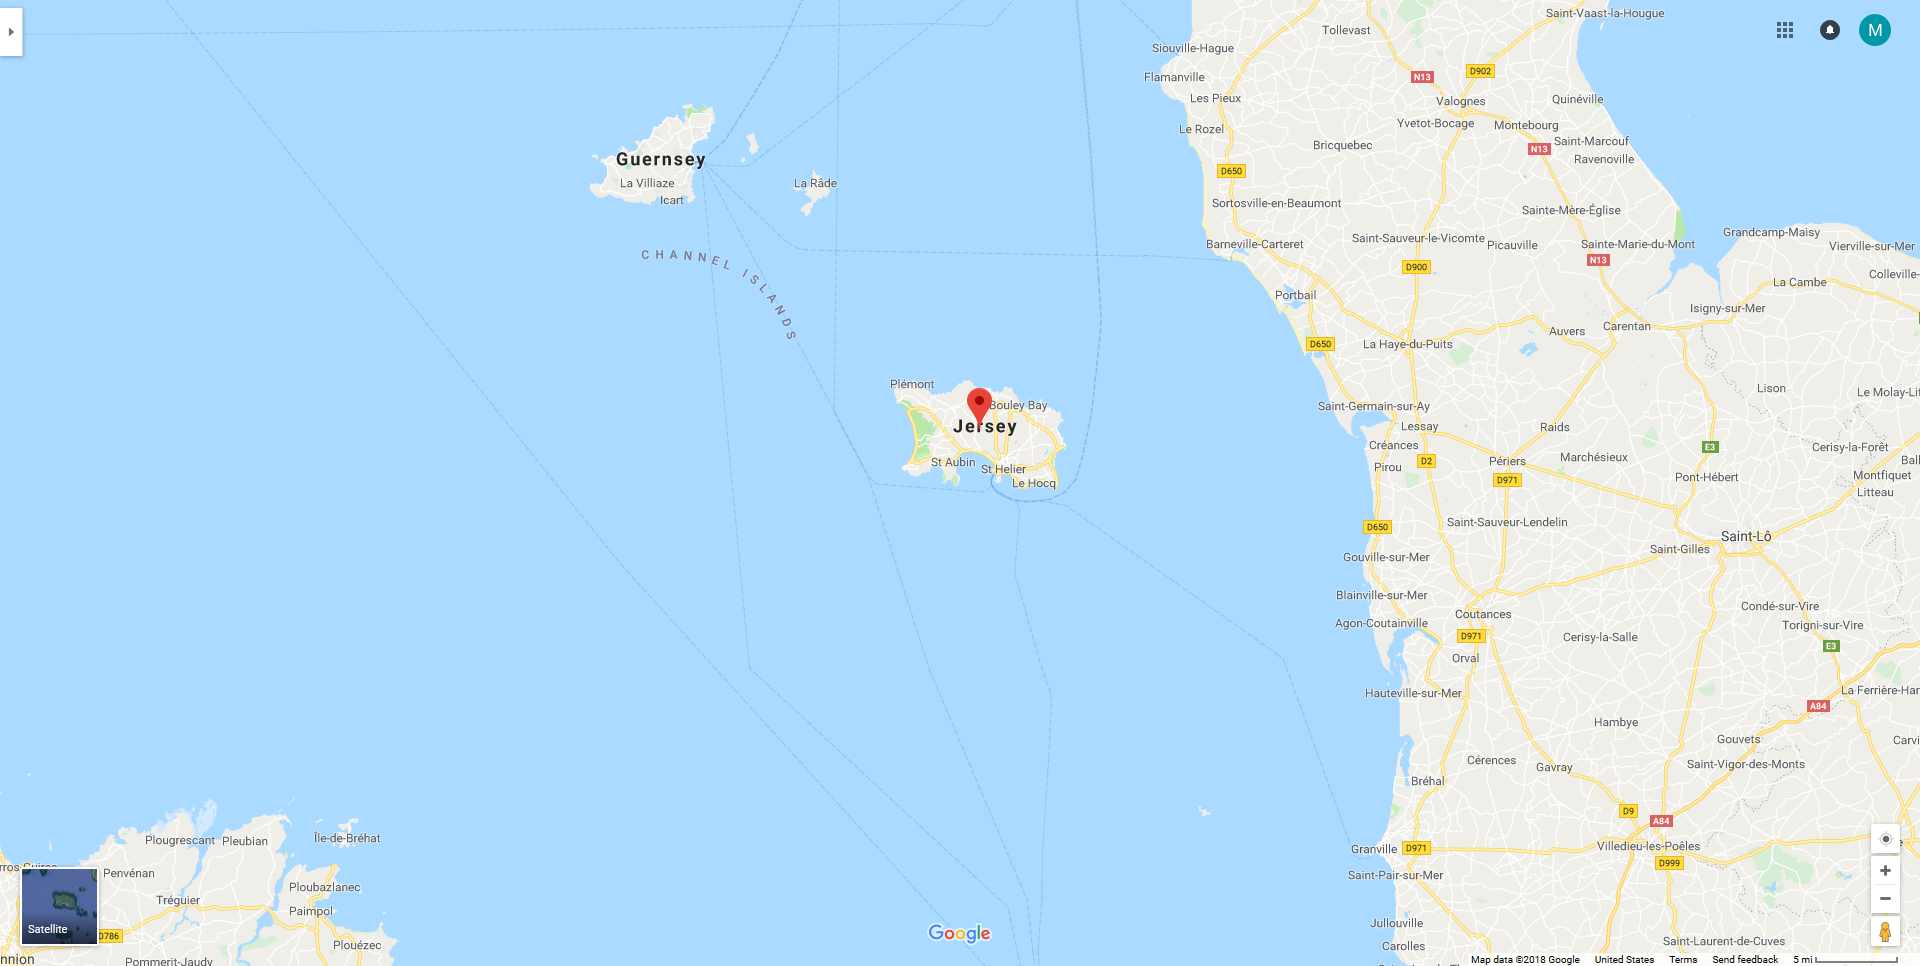 Saint-Vaast-la-Hougue
Tollevast
M
Siouville-Hague
Flamanville
N13
D902
Les Pieux
Valognes
Quinéville
Le Rozel
Yvetot-Bocage
Montebourg
Bricquebec
N13
Saint-Marcouf
Ravenoville
Guernsey
La Villiaze
Icart
La Râde
D650
Sortosville-en-Beaumont
Sainte-Mère-Église
Barneville-Carteret
Saint-Sauveur-le-Vicomte
Picauville
Sainte-Marie-du-Mont
Grandcamp-Maisy
Vierville-sur-Mer
CHANNEL ISLANDS
D900
N13
Colleville-
La Cambe
Portbail
Isigny-sur-Mer
Auvers
Carentan
D650
La Haye-du-Puits
Plémont
Bouley Bay
Jersey
St Aubin
St Helier
Le Hocq
Lison
Le Molay-Lit
Saint-Germain-sur-Ay
Lessay
Raids
Créances
E3
Cerisy-la-Forêt
Pirou
D2
Périers
Marchésieux
Ball
D971
Pont-Hébert
Montfiquet
Litteau
D650
Saint-Sauveur-Lendelin
Saint-Lô
Gouville-sur-Mer
Saint-Gilles
Blainville-sur-Mer
Coutances
Condé-sur-Vire
Agon-Coutainville
Torigni-sur-Vire
D971
Cerisy-la-Salle
E3
Orval
Hauteville-sur-Mer
La Ferrière-Har
A84
Hambye
Gouvets
Carvi
Cérences
Gavray
Saint-Vigor-des-Monts
Bréhal
D9
A84
Plougrescant
Pleubian
Île-de-Bréhat
Granville
D971
Villedieu-les-Poêles
D999
rros-Guirec
Penvénan
Saint-Pair-sur-Mer
Ploubazlanec
Tréguier
Paimpol
Satellite
D786
Plouézec
Jullouville
Carolles
Saint-Laurent-de-Cuves
nnion
Pommerit-Jaudy
Google
Map data ©2018 Google
United States
Terms
Send feedback
5 mi